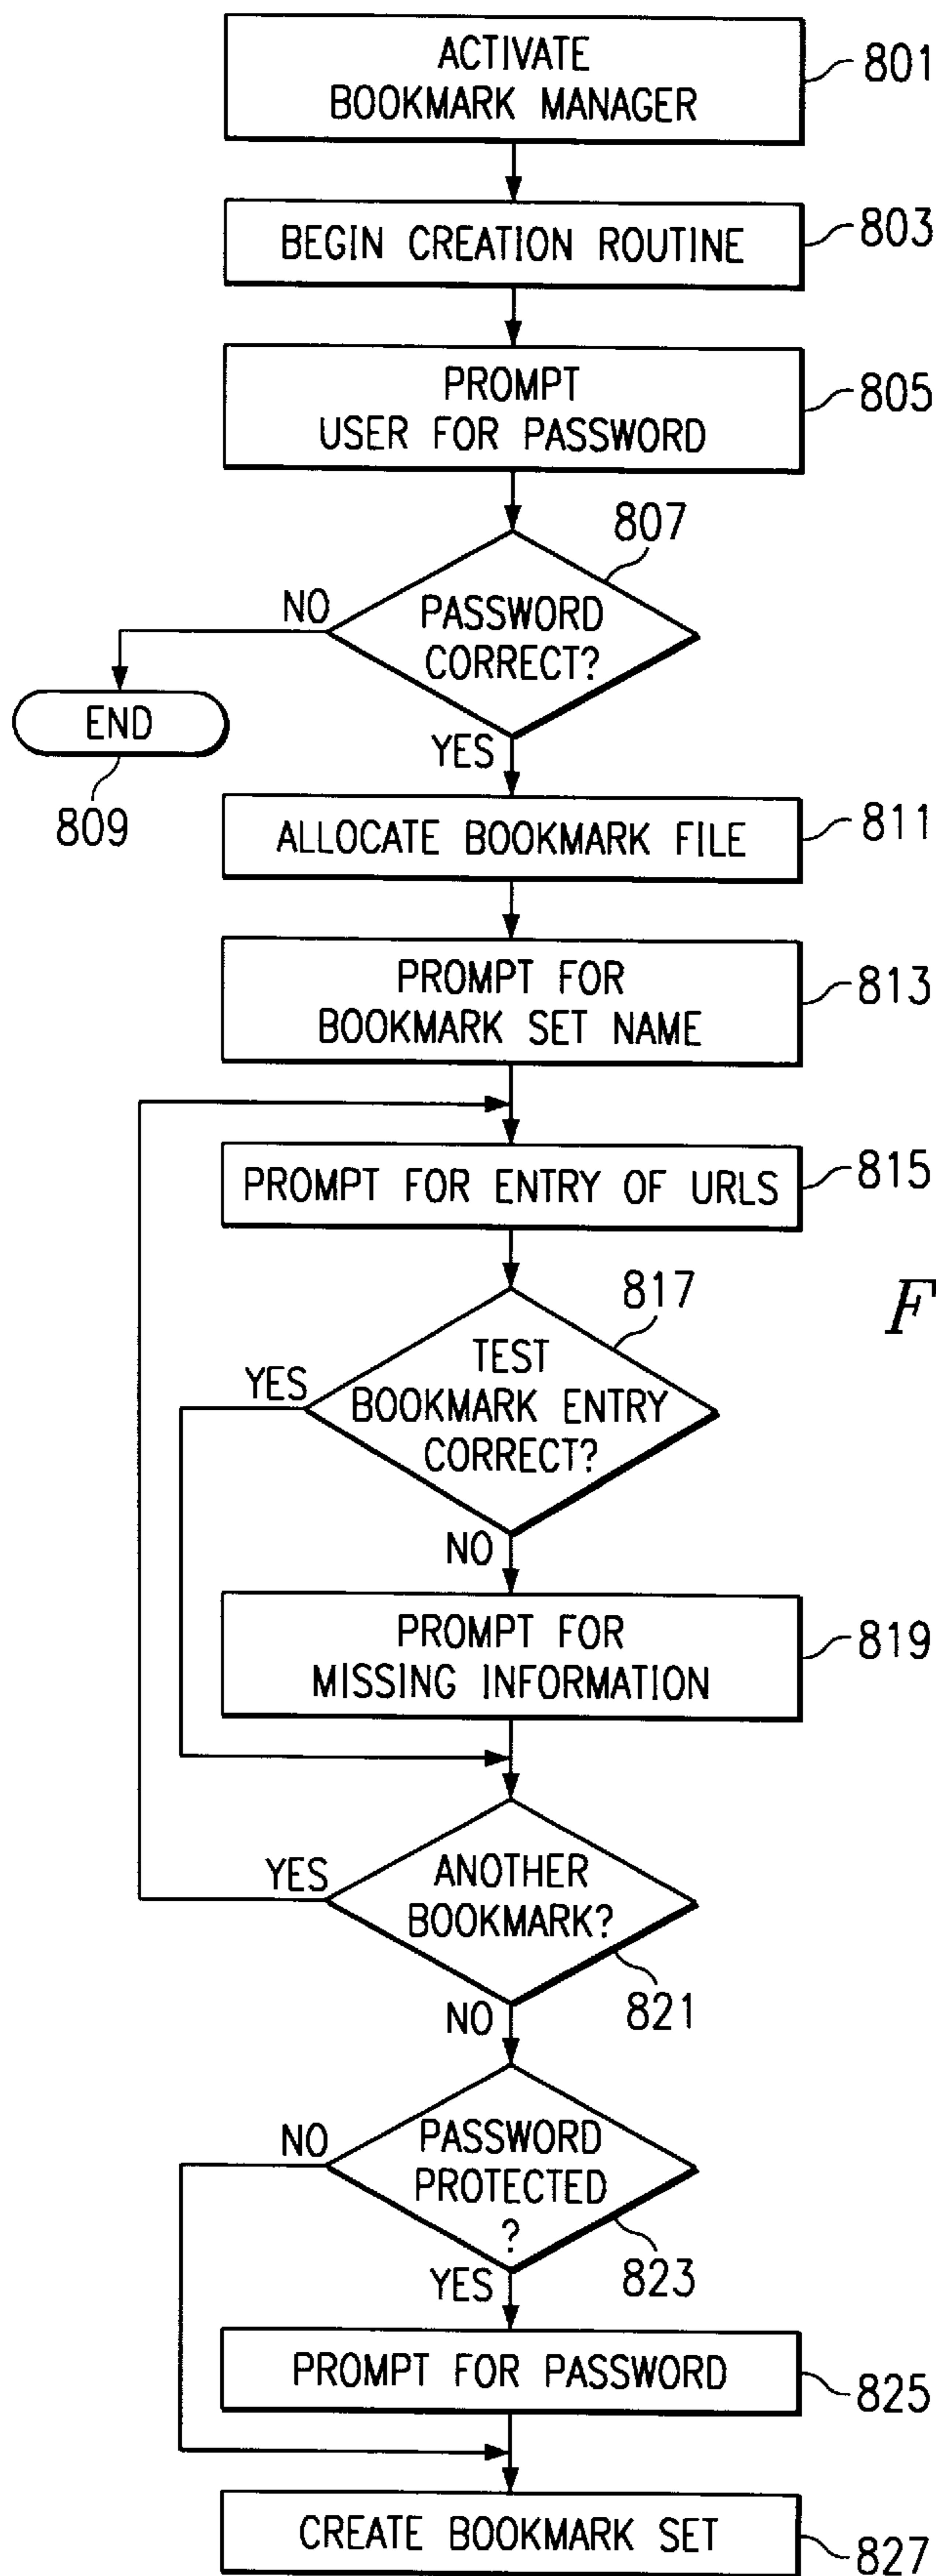 ACTIVATE
BOOKMARK MANAGER
801
BEGIN CREATION ROUTINE
803
PROMPT
USER FOR PASSWORD
805
807
PASSWORD
CORRECT?
NO
END
809
YES
ALLOCATE BOOKMARK FILE
811
PROMPT FOR
BOOKMARK SET NAME
813
PROMPT FOR ENTRY OF URLS
815
F
817
TEST
BOOKMARK ENTRY
CORRECT?
YES
NO
PROMPT FOR
MISSING INFORMATION
819
YES
ANOTHER
BOOKMARK?
821
NO
NO
PASSWORD
PROTECTED
?
823
YES
PROMPT FOR PASSWORD
825
CREATE BOOKMARK SET
827